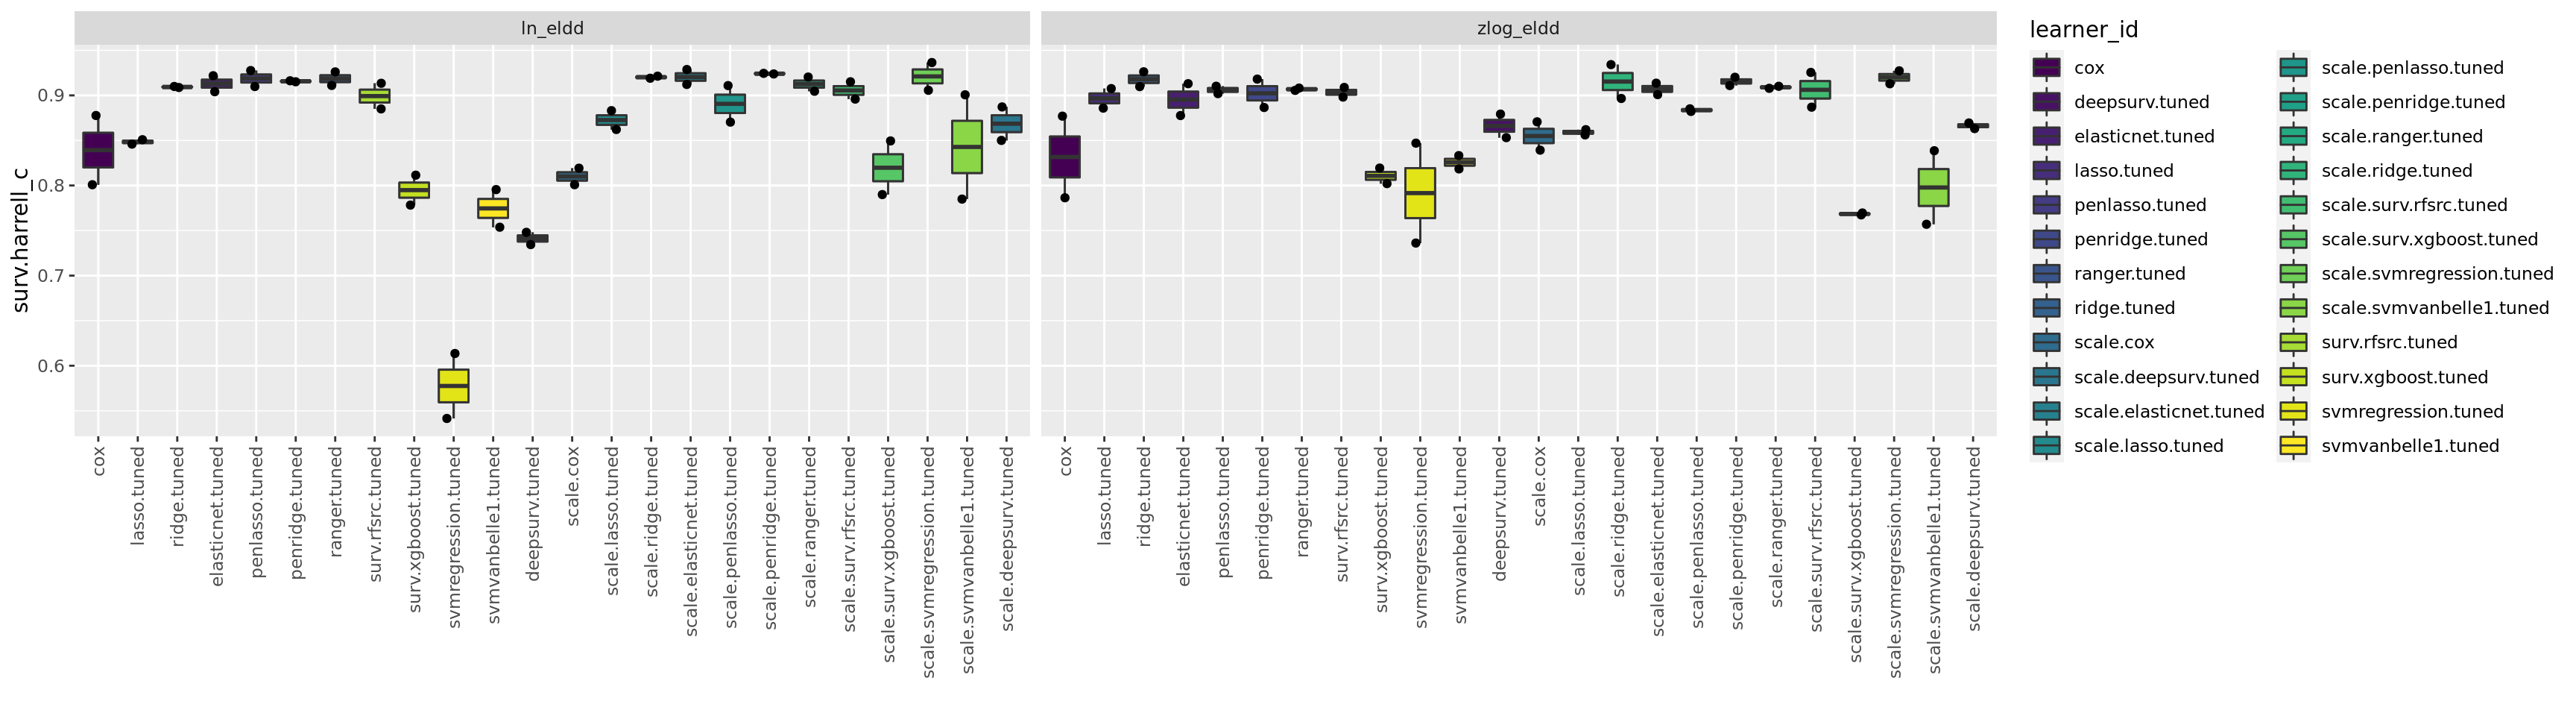 ln_eldd
zlog_eldd
surv.harrell_c
0.9
0.8
0.7
0.6
cox
lasso.tuned
ridge.tuned
elasticnet.tuned
penlasso.tuned
penridge.tuned
ranger.tuned
surv.rfsrc.tuned
surv.xgboost.tuned
svmregression.tuned
svmvanbelle1.tuned
deepsurv.tuned
scale.cox
scale.lasso.tuned
scale.ridge.tuned
scale.elasticnet.tuned
scale.penlasso.tuned
scale.penridge.tuned
scale.ranger.tuned
scale.surv.rfsrc.tuned
scale.surv.xgboost.tuned
scale.svmregression.tuned
scale.svmvanbelle1.tuned
scale.deepsurv.tuned
cox
lasso.tuned
ridge.tuned
elasticnet.tuned
penlasso.tuned
penridge.tuned
ranger.tuned
surv.rfsrc.tuned
surv.xgboost.tuned
svmregression.tuned
svmvanbelle1.tuned
deepsurv.tuned
scale.cox
scale.lasso.tuned
scale.ridge.tuned
scale.elasticnet.tuned
scale.penlasso.tuned
scale.penridge.tuned
scale.ranger.tuned
scale.surv.rfsrc.tuned
scale.surv.xgboost.tuned
scale.svmregression.tuned
scale.svmvanbelle1.tuned
scale.deepsurv.tuned
learner_id
cox
deepsurv.tuned
elasticnet.tuned
lasso.tuned
penlasso.tuned
penridge.tuned
ranger.tuned
ridge.tuned
scale.cox
scale.deepsurv.tuned
scale.elasticnet.tuned
scale.lasso.tuned
scale.penlasso.tuned
scale.penridge.tuned
scale.ranger.tuned
scale.ridge.tuned
scale.surv.rfsrc.tuned
scale.surv.xgboost.tuned
scale.svmregression.tuned
scale.svmvanbelle1.tuned
surv.rfsrc.tuned
surv.xgboost.tuned
svmregression.tuned
svmvanbelle1.tuned